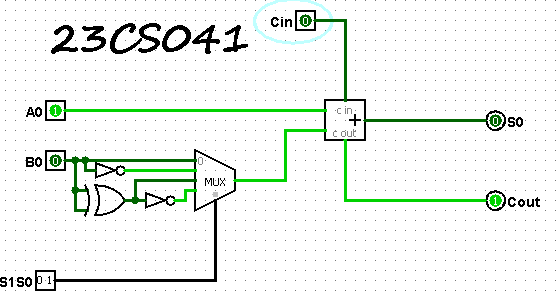 Cin 0
23CS041
A0 1
c in
+
c out
0 S0
B0 0
0
MUX
1 Cout
S1S0 0 1